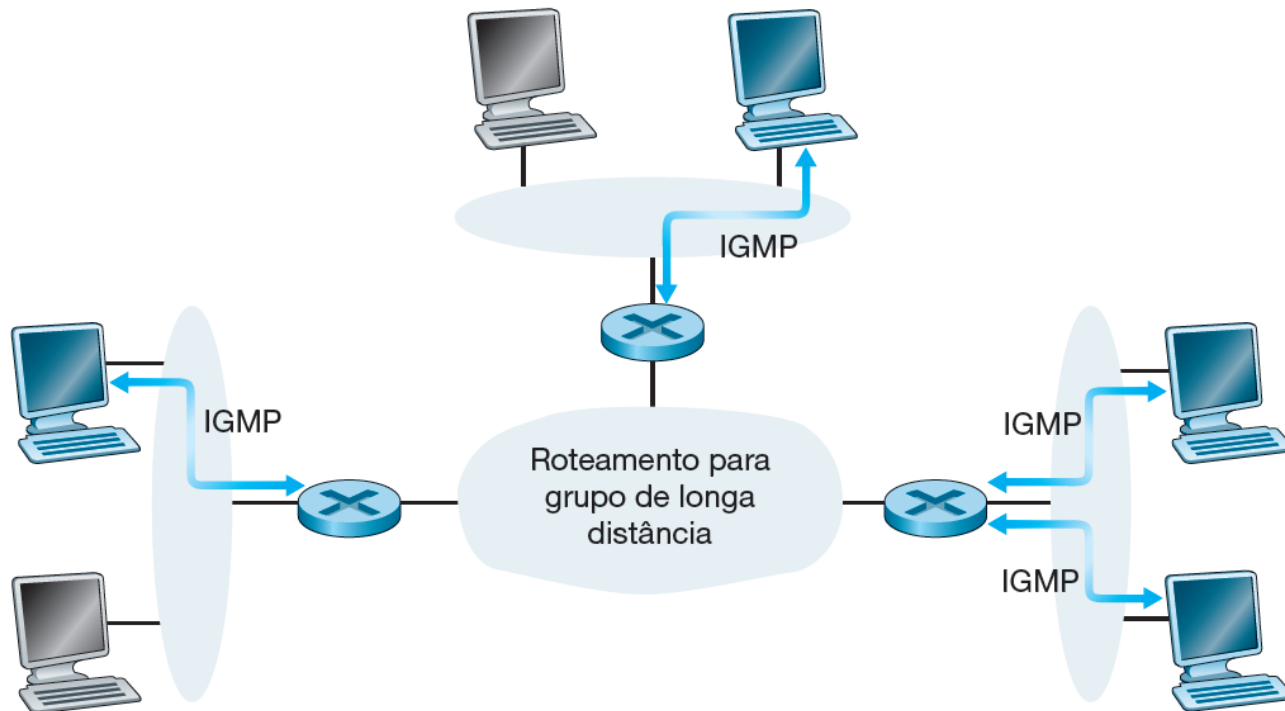 IGMP
IGMP
IGMP
Roteamento para
grupo de longa
distância
IGMP